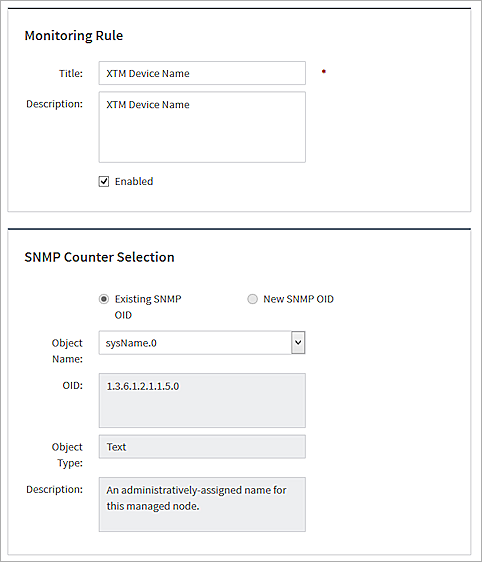 Monitoring Rule
Title: XTM Device Name *
Description: XTM Device Name
Enabled
SNMP Counter Selection
Existing SNMP OID
New SNMP OID
Object Name: sysName.0
OID: 1.3.6.1.2.1.1.5.0
Object Type: Text
Description: An administratively-assigned name for
this managed node.